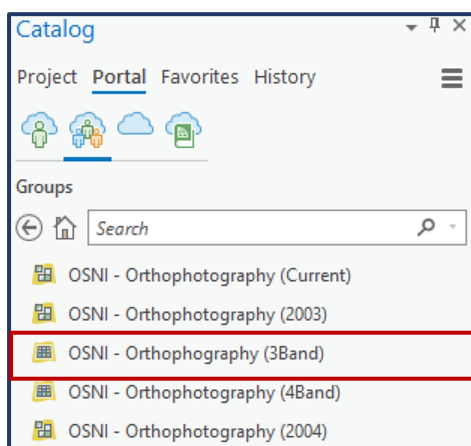 Catalog
Project Portal Favorites History
Groups
Search
OSNI - Orthophotography (Current)
OSNI - Orthophotography (2003)
OSNI - Orthophography (3Band)
OSNI - Orthophotography (4Band)
OSNI - Orthophotography (2004)